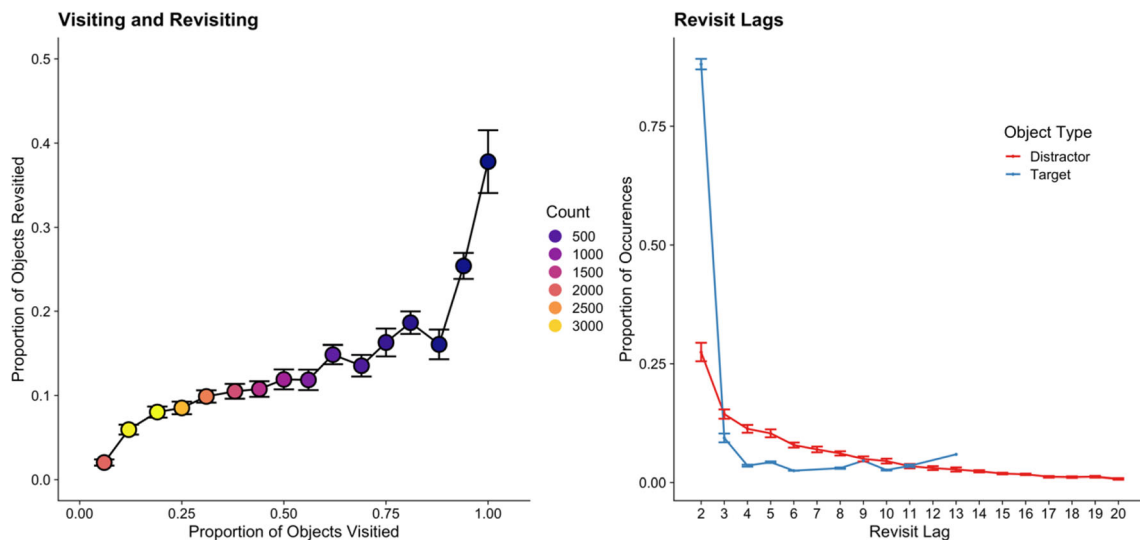 Visiting and Revisiting
0.5
0.4
0.3
0.2
0.1
0.0
Proportion of Objects Revsitied
0.00 0.25 0.50 0.75 1.00
Proportion of Objects Visitied
Count
500
1000
1500
2000
2500
3000
Revisit Lags
0.75
0.50
0.25
0.00
Proportion of Occurences
Object Type
Distractor
Target
2 3 4 5 6 7 8 9 10 11 12 13 14 15 16 17 18 19 20
Revisit Lag